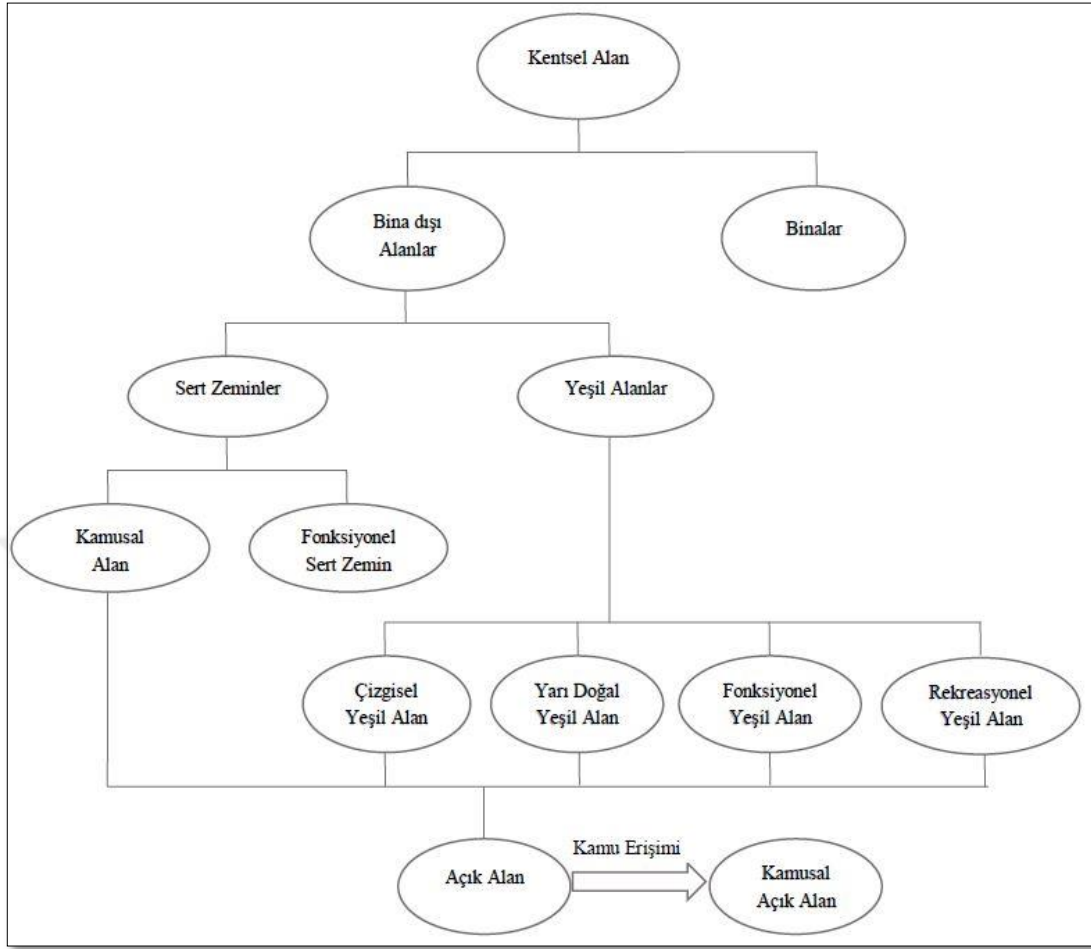 Kentsel Alan
Bina dışı
Alanlar
Binalar
Sert Zeminler
Yeşil Alanlar
Kamusal
Alan
Fonksiyonel
Sert Zemin
Çizgisel
Yeşil Alan
Yarı Doğal
Yeşil Alan
Fonksiyonel
Yeşil Alan
Rekreasyonel
Yeşil Alan
Açık Alan
Kamu Erişimi
Kamusal
Açık Alan